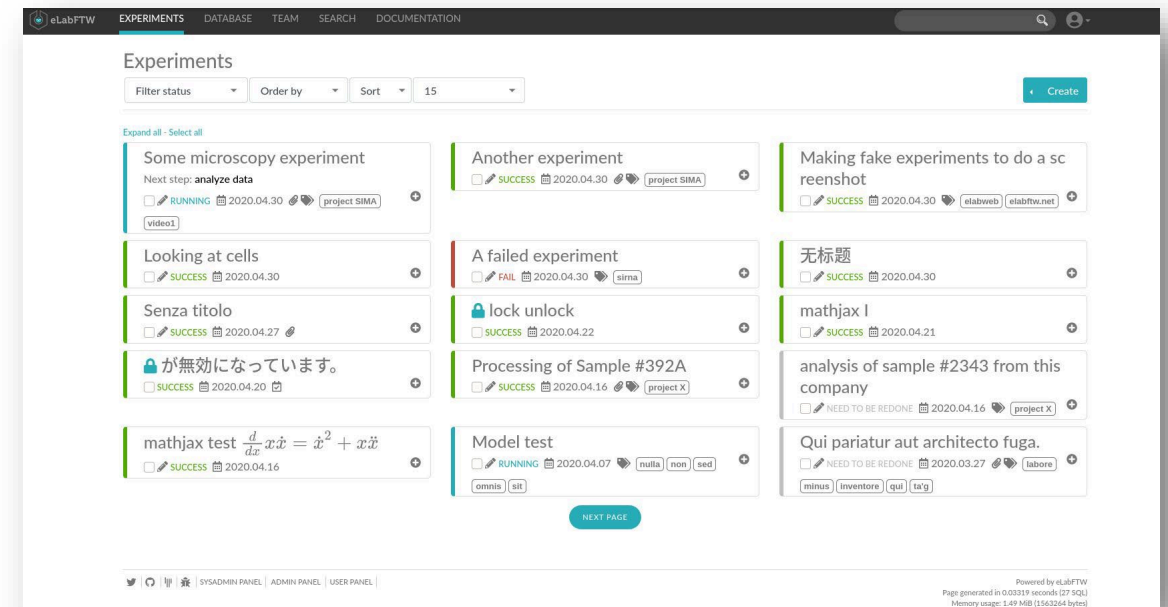 eLabFTW EXPERIMENTS DATABASE TEAM SEARCH DOCUMENTATION
Experiments
Filter status Order by Sort 15 Create
Expand all - Select all
Some microscopy experiment
Next step: analyze data
RUNNING 2020.04.30 project SIMA
video1
Another experiment
SUCCESS 2020.04.30 project SIMA
Making fake experiments to do a sc
reenshot
SUCCESS 2020.04.30 elabweb elabftw.net
Looking at cells
SUCCESS 2020.04.30
A failed experiment
FAIL 2020.04.30 sirna
无标题
SUCCESS 2020.04.30
Senza titolo
SUCCESS 2020.04.27
lock unlock
SUCCESS 2020.04.22
mathjax I
SUCCESS 2020.04.21
が無効になっています。
SUCCESS 2020.04.20
Processing of Sample #392A
SUCCESS 2020.04.16 project X
analysis of sample #2343 from this
company
NEED TO BE REDONE 2020.04.16 project X
mathjax test d/dx xẋ = ẋ² + xẍ
SUCCESS 2020.04.16
Model test
RUNNING 2020.04.07 nulla non sed
omnis sit
Qui pariatur aut architecto fuga.
NEED TO BE REDONE 2020.03.27 labore
minus inventore qui ta'g
NEXT PAGE
SYSADMIN PANEL | ADMIN PANEL | USER PANEL |
Powered by eLabFTW
Page generated in 0.03319 seconds (27 SQL)
Memory usage: 1.49 MiB (1563264 bytes)